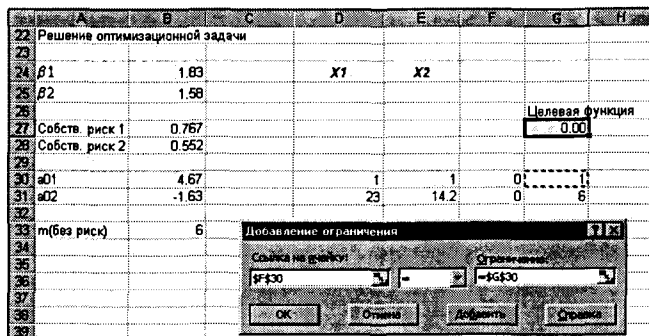 A B C D E F G H
22 Решение оптимизационной задачи
23
24 β1 1.83 X1 X2
25 β2 1.58
26 Целевая функция
27 Собств. риск 1 0.767 0.00
28 Собств. риск 2 0.552
29
30 a01 4.67 1 1 0 1
31 a02 -1.63 23 14.2 0 6
32
33 m(без риск) 6
34 Добавление ограничения
35 Ссылка на ячейку: Ограничение:
36 $F$30 = =$G$30
37
38 OK Отмена Добавить Справка
39